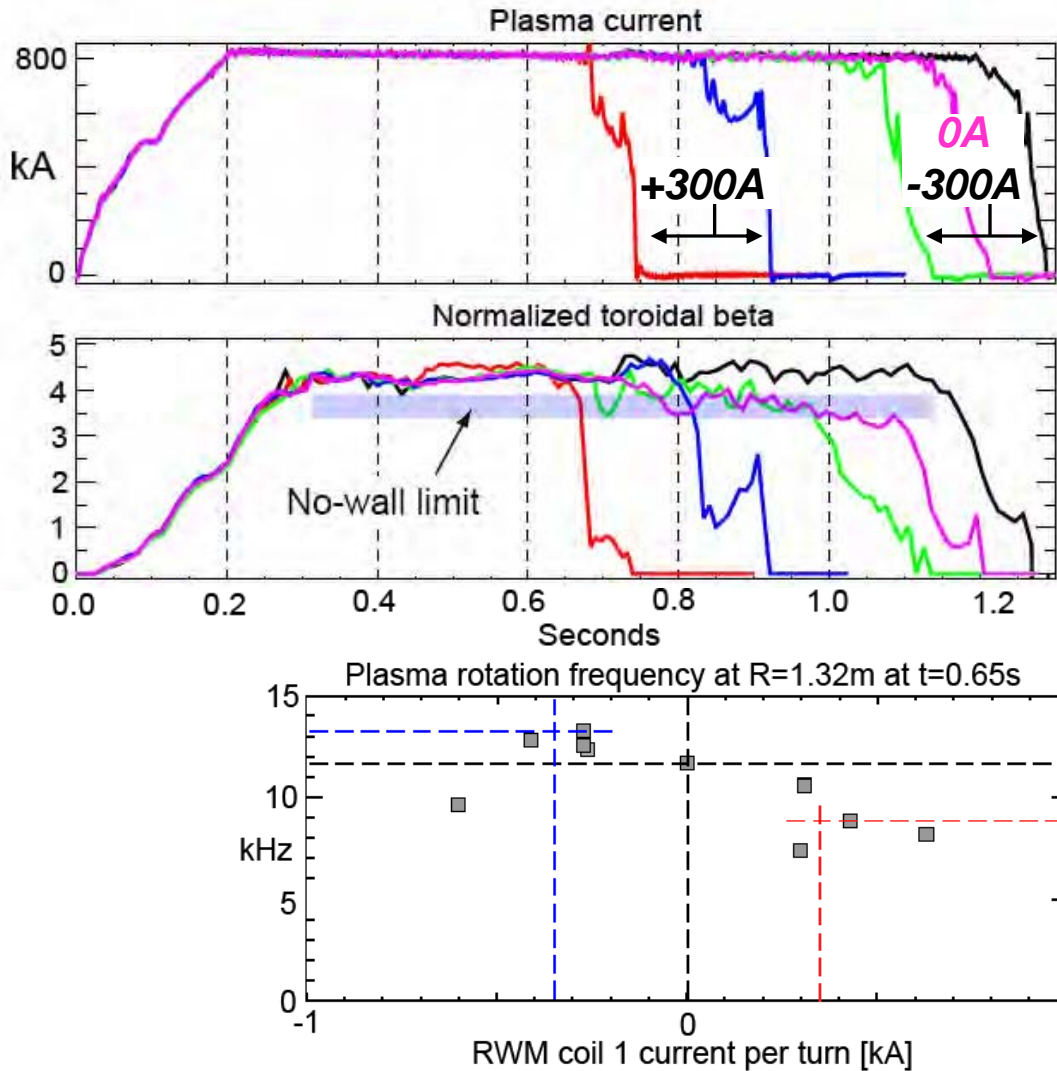 Plasma current
800
kA
0
0A
+300A
-300A
Normalized toroidal beta
5
4
3
2
1
0
No-wall limit
0.0 0.2 0.4 0.6 0.8 1.0 1.2
Seconds
Plasma rotation frequency at R=1.32m at t=0.65s
15
10
kHz
5
0
-1 0
RWM coil 1 current per turn [kA]